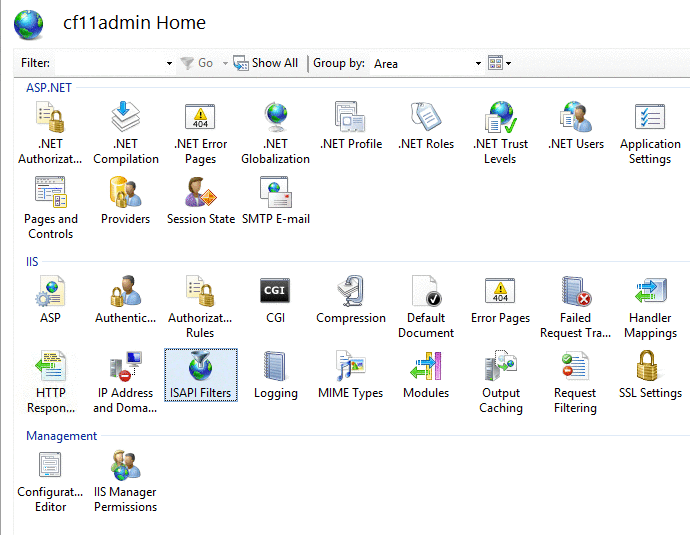 cf11admin Home
Filter: Go Show All Group by: Area
ASP.NET
.NET Authorizat...
.NET Compilation
404
.NET Error Pages
.NET Globalization
.NET Profile
.NET Roles
.NET Trust Levels
.NET Users
Application Settings
Pages and Controls
Providers
Session State
SMTP E-mail
IIS
ASP
Authentic...
Authorizat... Rules
CGI
CGI
Compression
Default Document
404
Error Pages
Failed Request Tra...
Handler Mappings
HTTP Respon...
IP Address and Doma...
ISAPI Filters
Logging
MIME Types
Modules
Output Caching
Request Filtering
SSL Settings
Management
Configurat... Editor
IIS Manager Permissions